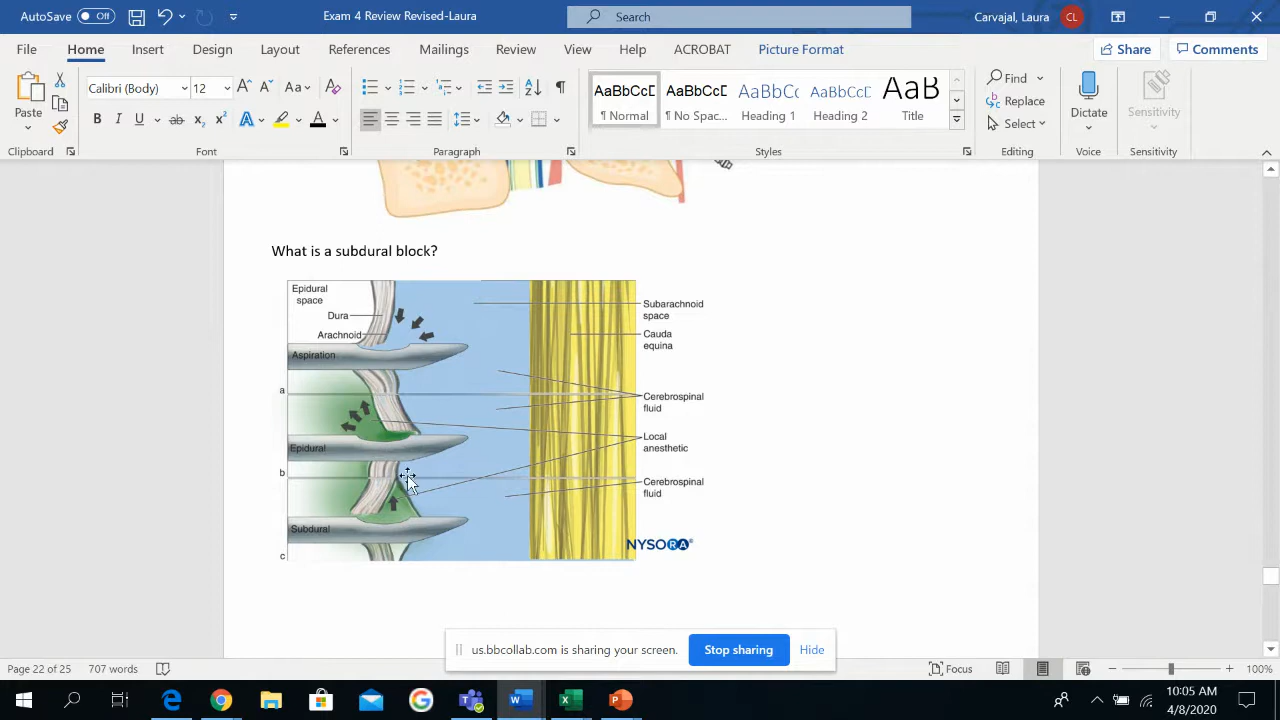 AutoSave Off Exam 4 Review Revised-Laura Search Carvajal, Laura CL
File Home Insert Design Layout References Mailings Review View Help ACROBAT Picture Format Share Comments
Paste
Calibri (Body) 12
AaBbCcD AaBbCcD AaBbCc AaBbCcD AaB
¶ Normal ¶ No Spac... Heading 1 Heading 2 Title
Find
Replace
Select
Dictate
Sensitivity
Clipboard Font Paragraph Styles Editing Voice Sensitivity
What is a subdural block?
Epidural
space
Dura
Arachnoid
Aspiration
a
Epidural
b
Subdural
c
Subarachnoid
space
Cauda
equina
Cerebrospinal
fluid
Local
anesthetic
Cerebrospinal
fluid
NYSORA®
us.bbcollab.com is sharing your screen. Stop sharing Hide
Page 22 of 25 707 words Focus 100%
10:05 AM
4/8/2020